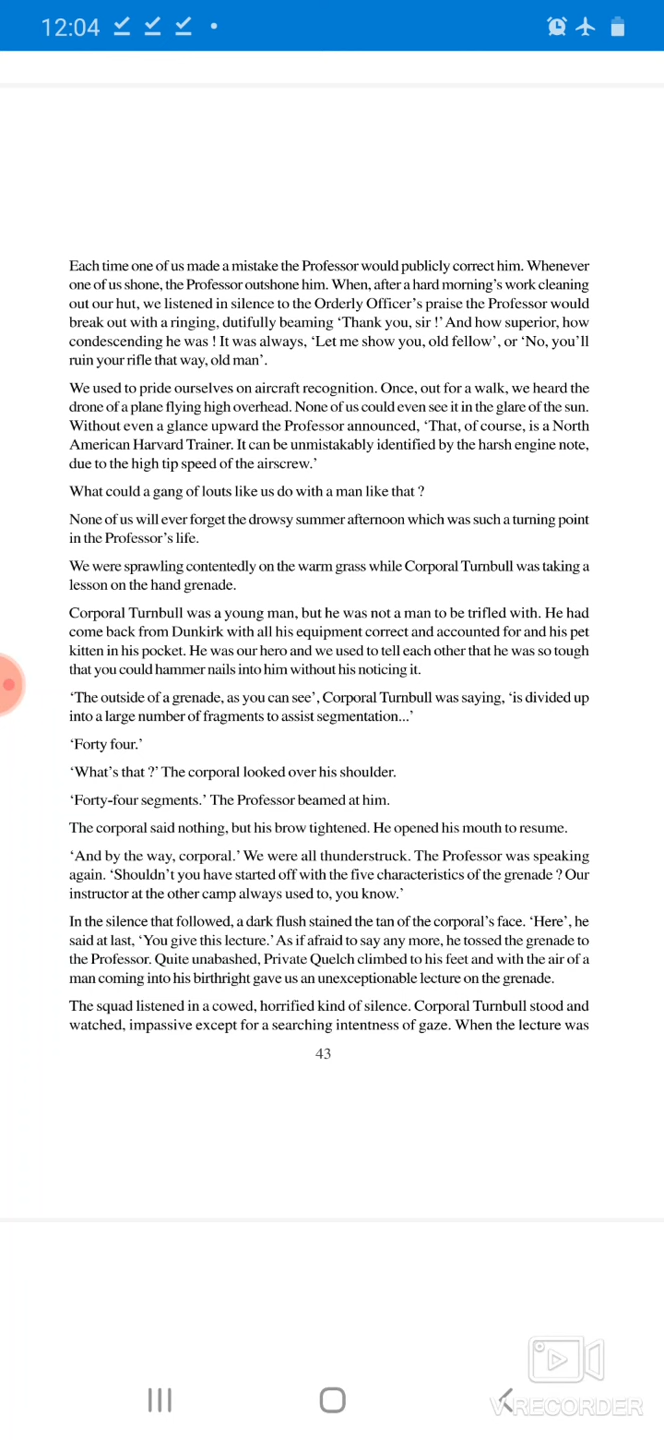 12:04
Each time one of us made a mistake the Professor would publicly correct him. Whenever
one of us shone, the Professor outshone him. When, after a hard morning's work cleaning
out our hut, we listened in silence to the Orderly Officer's praise the Professor would
break out with a ringing, dutifully beaming ‘Thank you, sir !’ And how superior, how
condescending he was ! It was always, ‘Let me show you, old fellow’, or ‘No, you’ll
ruin your rifle that way, old man’.
We used to pride ourselves on aircraft recognition. Once, out for a walk, we heard the
drone of a plane flying high overhead. None of us could even see it in the glare of the sun.
Without even a glance upward the Professor announced, ‘That, of course, is a North
American Harvard Trainer. It can be unmistakably identified by the harsh engine note,
due to the high tip speed of the airscrew.’
What could a gang of louts like us do with a man like that ?
None of us will ever forget the drowsy summer afternoon which was such a turning point
in the Professor’s life.
We were sprawling contentedly on the warm grass while Corporal Turnbull was taking a
lesson on the hand grenade.
Corporal Turnbull was a young man, but he was not a man to be trifled with. He had
come back from Dunkirk with all his equipment correct and accounted for and his pet
kitten in his pocket. He was our hero and we used to tell each other that he was so tough
that you could hammer nails into him without his noticing it.
‘The outside of a grenade, as you can see’, Corporal Turnbull was saying, ‘is divided up
into a large number of fragments to assist segmentation...’
‘Forty four.’
‘What’s that ?’ The corporal looked over his shoulder.
‘Forty-four segments.’ The Professor beamed at him.
The corporal said nothing, but his brow tightened. He opened his mouth to resume.
‘And by the way, corporal.’ We were all thunderstruck. The Professor was speaking
again. ‘Shouldn’t you have started off with the five characteristics of the grenade ? Our
instructor at the other camp always used to, you know.’
In the silence that followed, a dark flush stained the tan of the corporal’s face. ‘Here’, he
said at last, ‘You give this lecture.’ As if afraid to say any more, he tossed the grenade to
the Professor. Quite unabashed, Private Quelch climbed to his feet and with the air of a
man coming into his birthright gave us an unexceptionable lecture on the grenade.
The squad listened in a cowed, horrified kind of silence. Corporal Turnbull stood and
watched, impassive except for a searching intentness of gaze. When the lecture was
43
V RECORDER